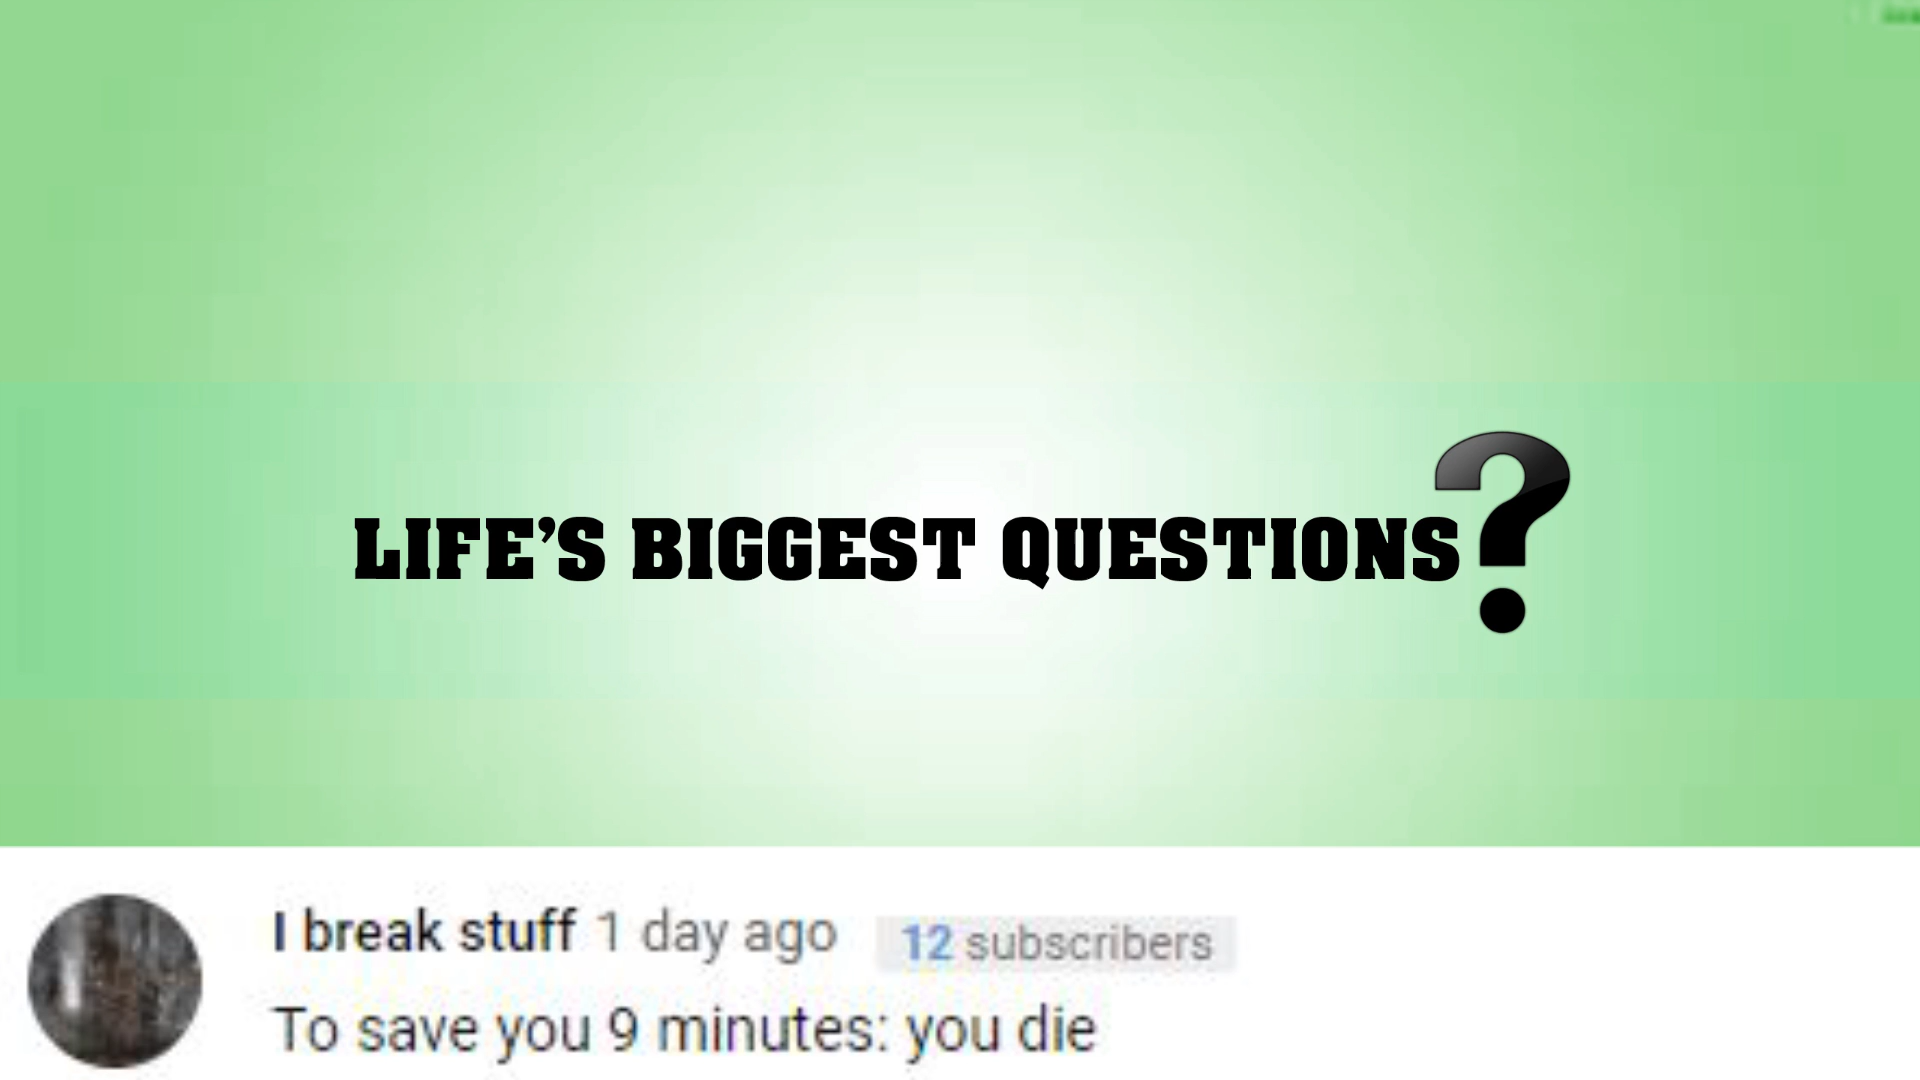 LIFE’S BIGGEST QUESTIONS?
I break stuff 1 day ago 12 subscribers
To save you 9 minutes: you die